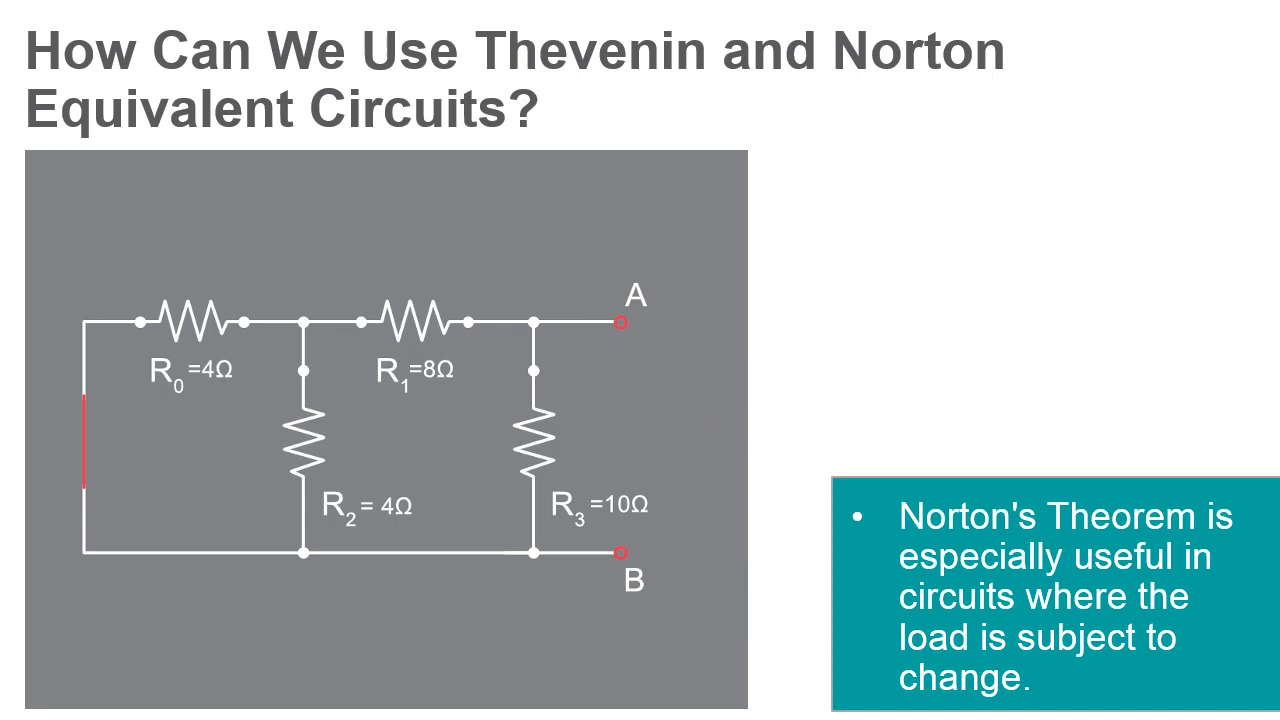 How Can We Use Thevenin and Norton
Equivalent Circuits?
A
R0 =4Ω
R1 =8Ω
R2 = 4Ω
R3 =10Ω
B
• Norton's Theorem is
especially useful in
circuits where the
load is subject to
change.